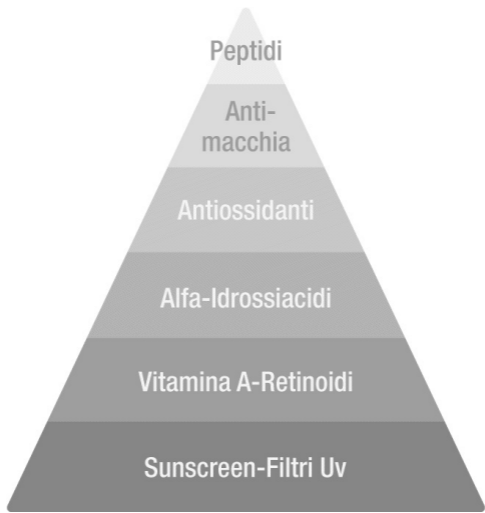 Peptidi
Anti-
macchia
Antiossidanti
Alfa-Idrossiacidi
Vitamina A-Retinoidi
Sunscreen-Filtri Uv